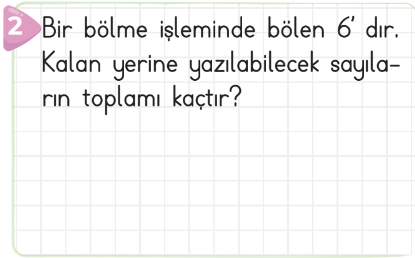 2 Bir bölme işleminde bölen 6' dır.
Kalan yerine yazılabilecek sayıla-
rın toplamı kaçtır?